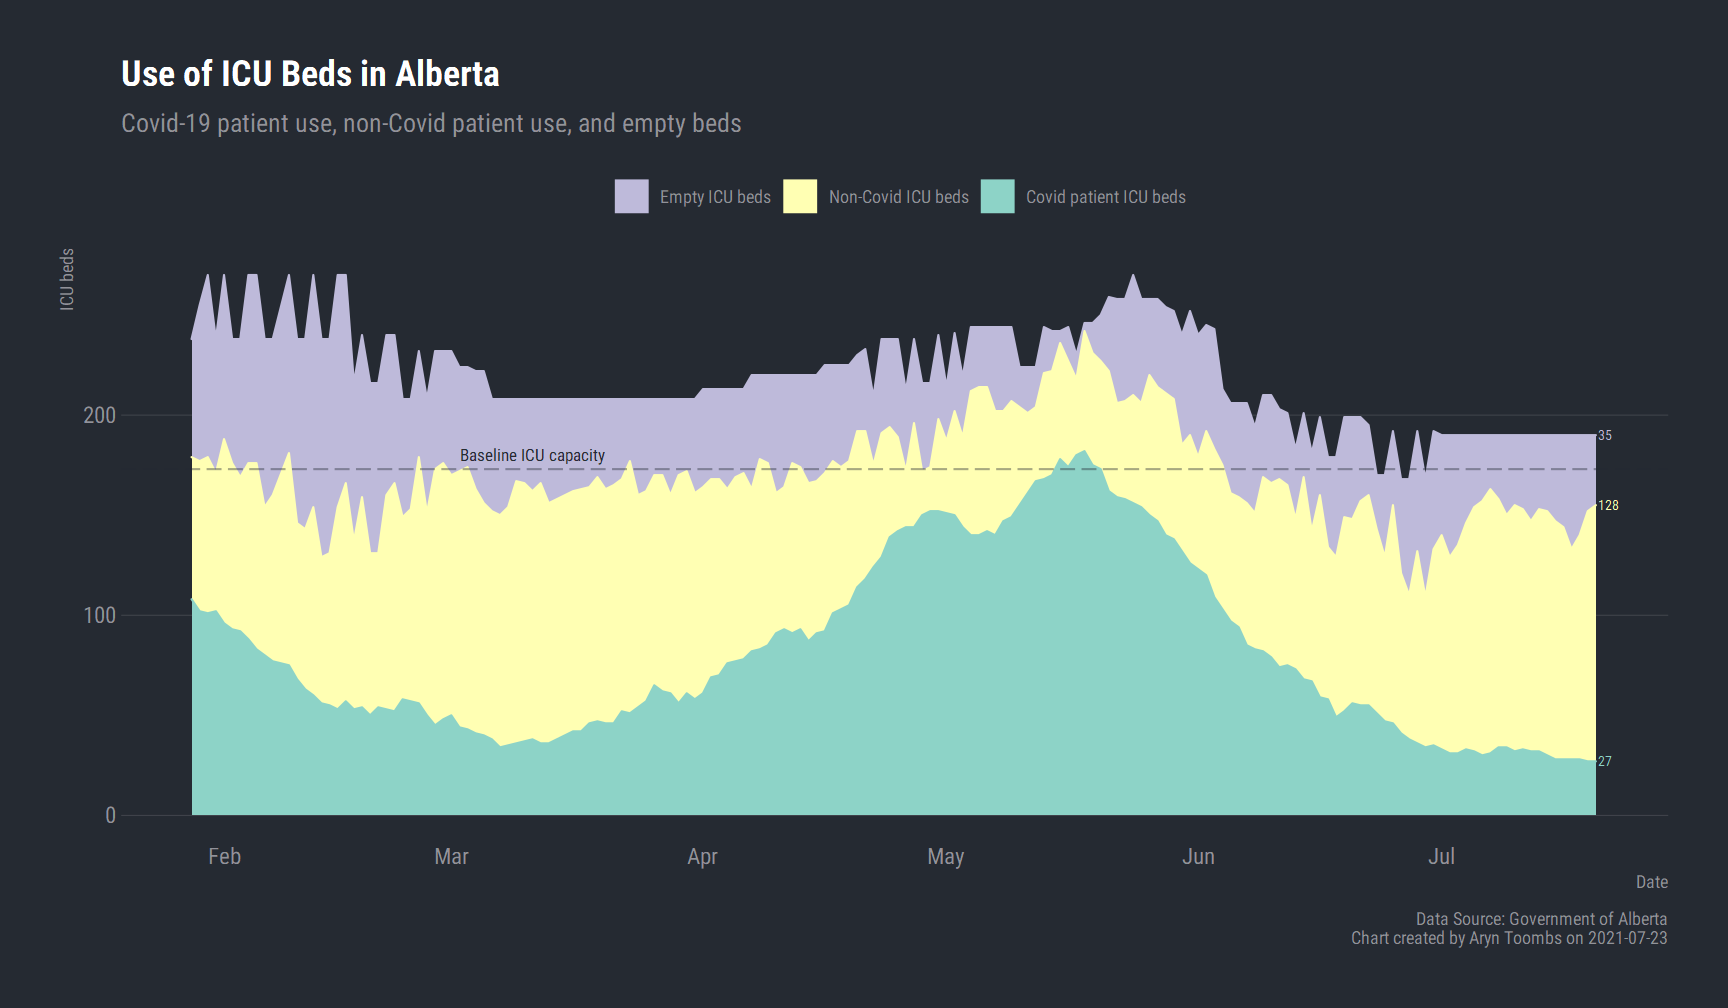 Use of ICU Beds in Alberta
Covid-19 patient use, non-Covid patient use, and empty beds
Empty ICU beds
Non-Covid ICU beds
Covid patient ICU beds
ICU beds
200
100
0
Baseline ICU capacity
35
128
27
Feb
Mar
Apr
May
Jun
Jul
Date
Data Source: Government of Alberta
Chart created by Aryn Toombs on 2021-07-23